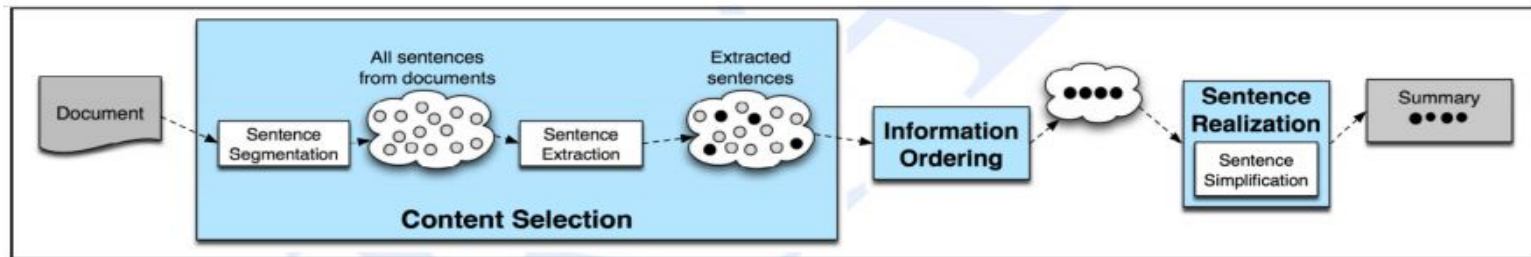 Document
Sentence
Segmentation
All sentences
from documents
Sentence
Extraction
Extracted
sentences
Content Selection
Information
Ordering
Sentence
Realization
Sentence
Simplification
Summary